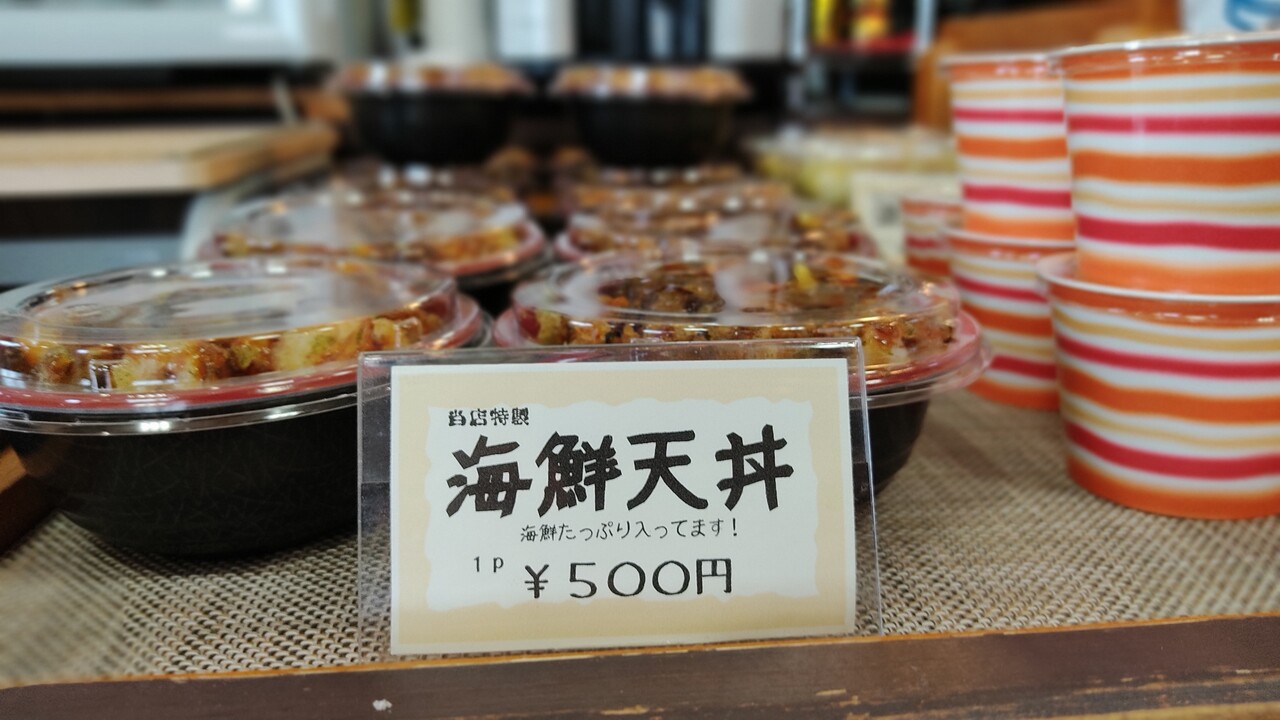 当店特製
海鮮天丼
海鮮たっぷり入ってます!
1p ¥500円